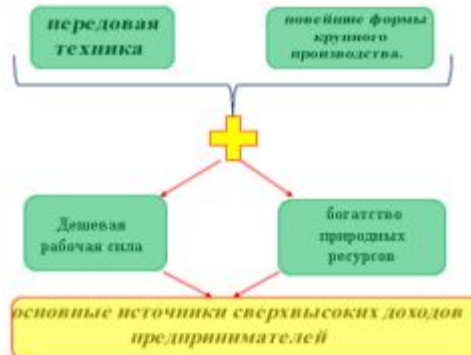 передовая
техника
новейшие формы
крупного
производства.
Дешевая
рабочая сила
богатство
природных
ресурсов
основные источники сверхвысоких доходов
предпринимателей